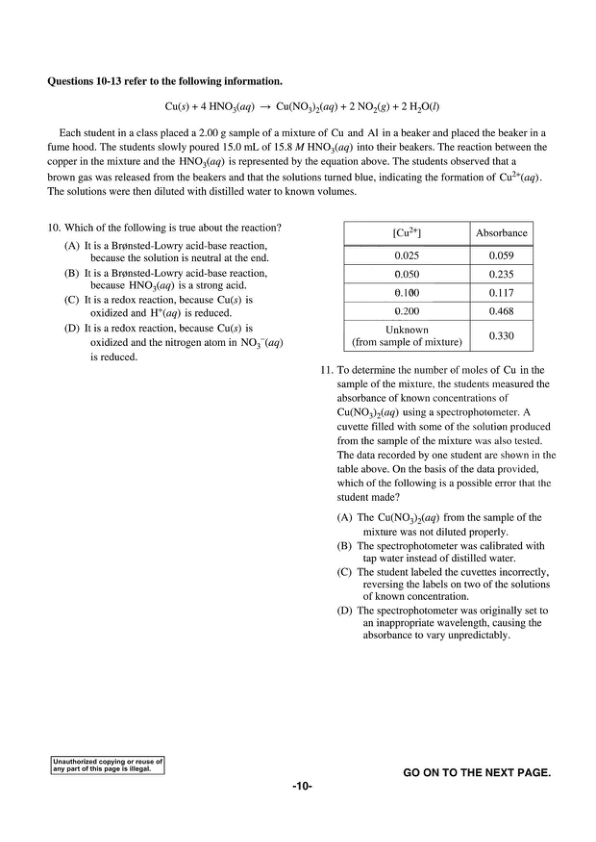 Questions 10-13 refer to the following information.
Cu(s) + 4 HNO₃(aq) → Cu(NO₃)₂(aq) + 2 NO₂(g) + 2 H₂O(l)
Each student in a class placed a 2.00 g sample of a mixture of Cu and Al in a beaker and placed the beaker in a
fume hood. The students slowly poured 15.0 mL of 15.8 M HNO₃(aq) into their beakers. The reaction between the
copper in the mixture and the HNO₃(aq) is represented by the equation above. The students observed that a
brown gas was released from the beakers and that the solutions turned blue, indicating the formation of Cu²⁺(aq).
The solutions were then diluted with distilled water to known volumes.
10. Which of the following is true about the reaction?
(A) It is a Brønsted-Lowry acid-base reaction,
because the solution is neutral at the end.
(B) It is a Brønsted-Lowry acid-base reaction,
because HNO₃(aq) is a strong acid.
(C) It is a redox reaction, because Cu(s) is
oxidized and H⁺(aq) is reduced.
(D) It is a redox reaction, because Cu(s) is
oxidized and the nitrogen atom in NO₃⁻(aq)
is reduced.
[Cu²⁺] Absorbance
0.025 0.059
0.050 0.235
0.100 0.117
0.200 0.468
Unknown
(from sample of mixture) 0.330
11. To determine the number of moles of Cu in the
sample of the mixture, the students measured the
absorbance of known concentrations of
Cu(NO₃)₂(aq) using a spectrophotometer. A
cuvette filled with some of the solution produced
from the sample of the mixture was also tested.
The data recorded by one student are shown in the
table above. On the basis of the data provided,
which of the following is a possible error that the
student made?
(A) The Cu(NO₃)₂(aq) from the sample of the
mixture was not diluted properly.
(B) The spectrophotometer was calibrated with
tap water instead of distilled water.
(C) The student labeled the cuvettes incorrectly,
reversing the labels on two of the solutions
of known concentration.
(D) The spectrophotometer was originally set to
an inappropriate wavelength, causing the
absorbance to vary unpredictably.
Unauthorized copying or reuse of
any part of this page is illegal.
GO ON TO THE NEXT PAGE.
-10-